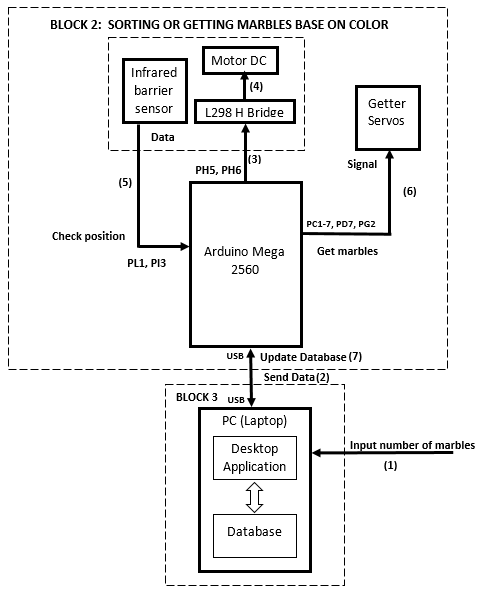 BLOCK 2: SORTING OR GETTING MARBLES BASE ON COLOR
Infrared
barrier
sensor
Motor DC
(4)
L298 H Bridge
Data
(3)
PH5, PH6
Getter
Servos
Signal
(6)
(5)
PC1-7, PD7, PG2
Get marbles
Check position
PL1, PI3
Arduino Mega
2560
USB
Update Database (7)
Send Data (2)
USB
BLOCK 3
PC (Laptop)
Desktop
Application
Database
Input number of marbles
(1)